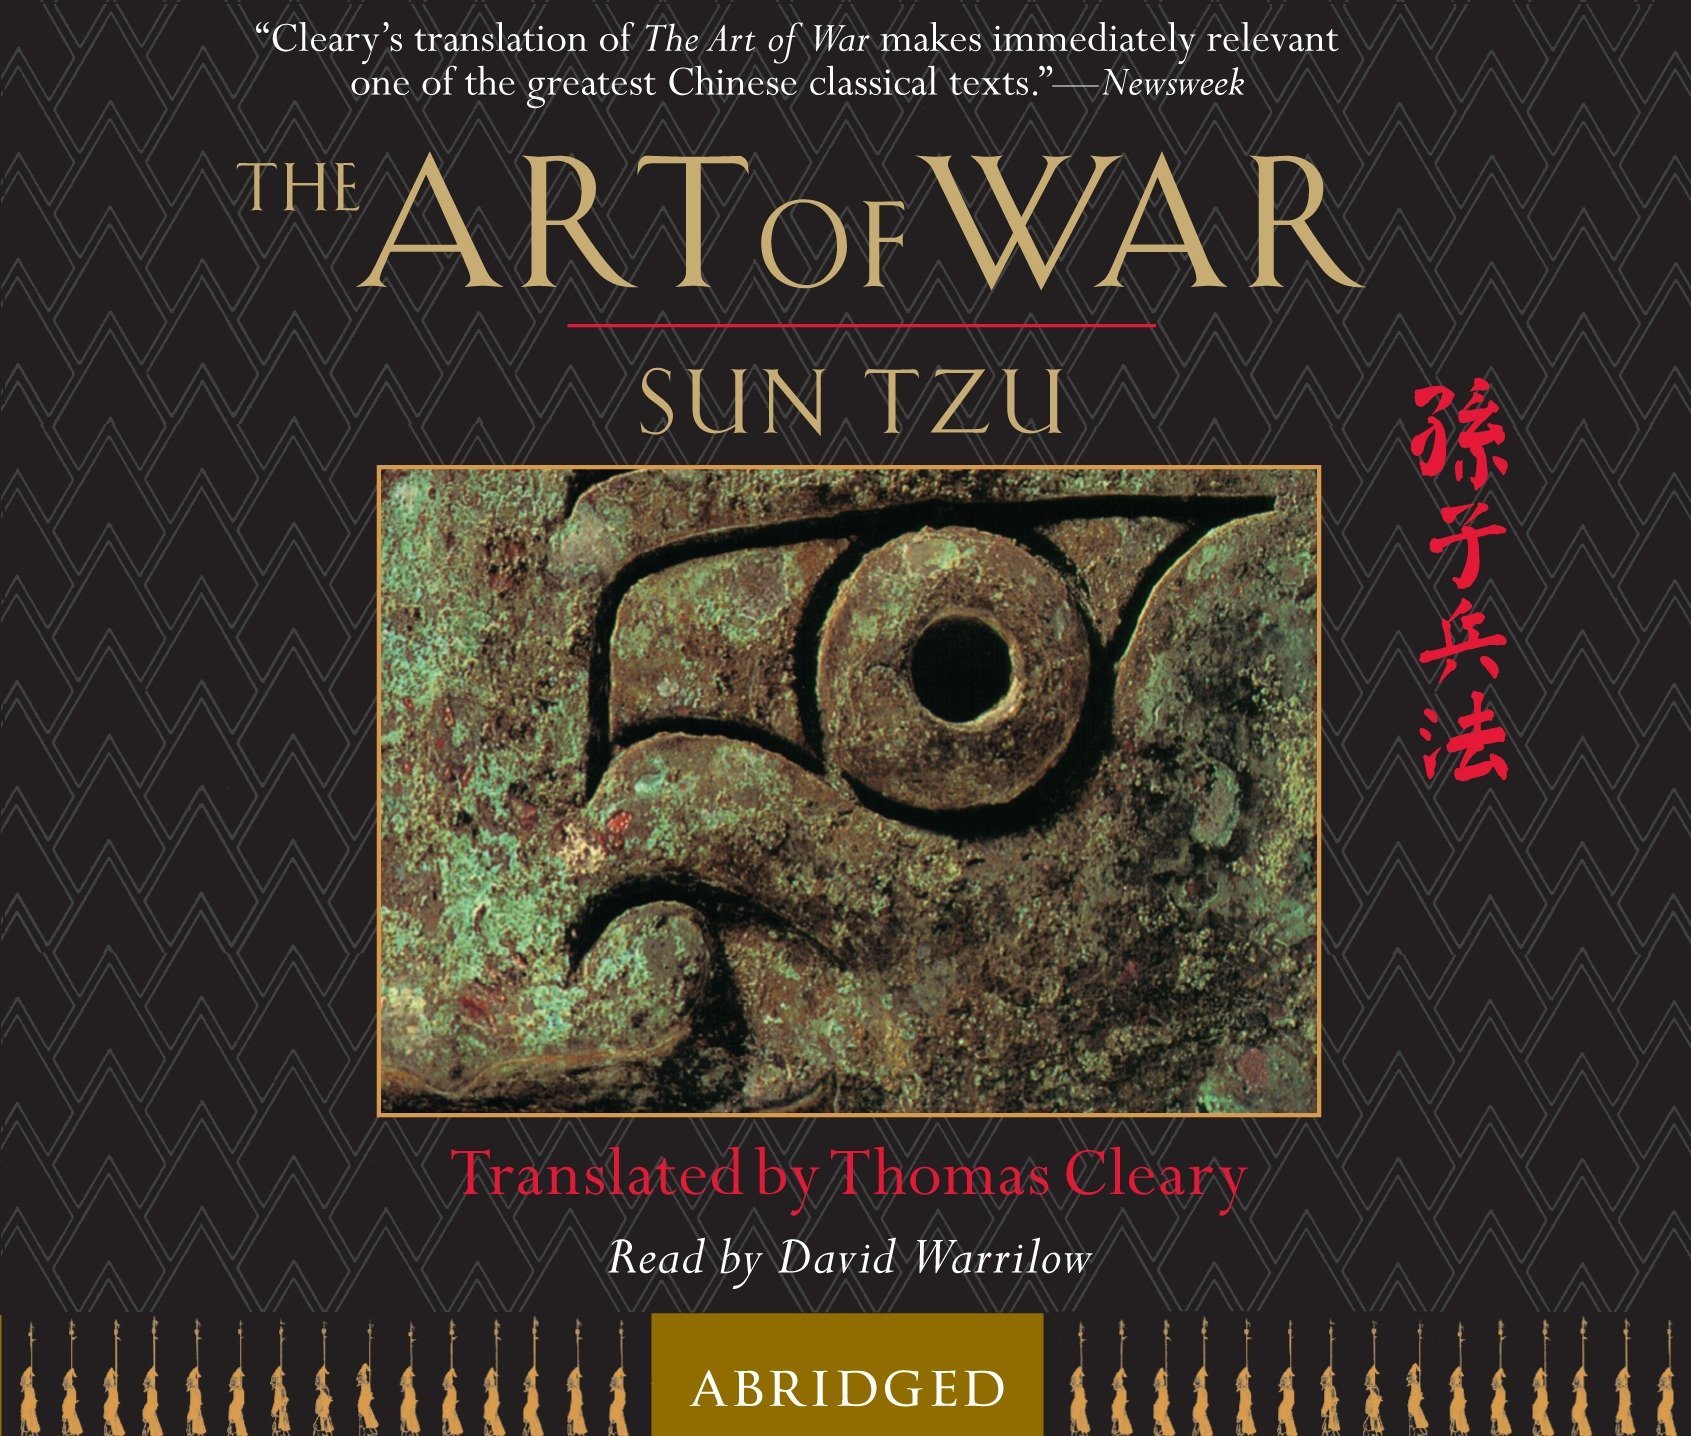 “Cleary’s translation of The Art of War makes immediately relevant
one of the greatest Chinese classical texts.”—Newsweek
THE ART OF WAR
SUN TZU
孫子兵法
Translated by Thomas Cleary
Read by David Warrilow
ABRIDGED